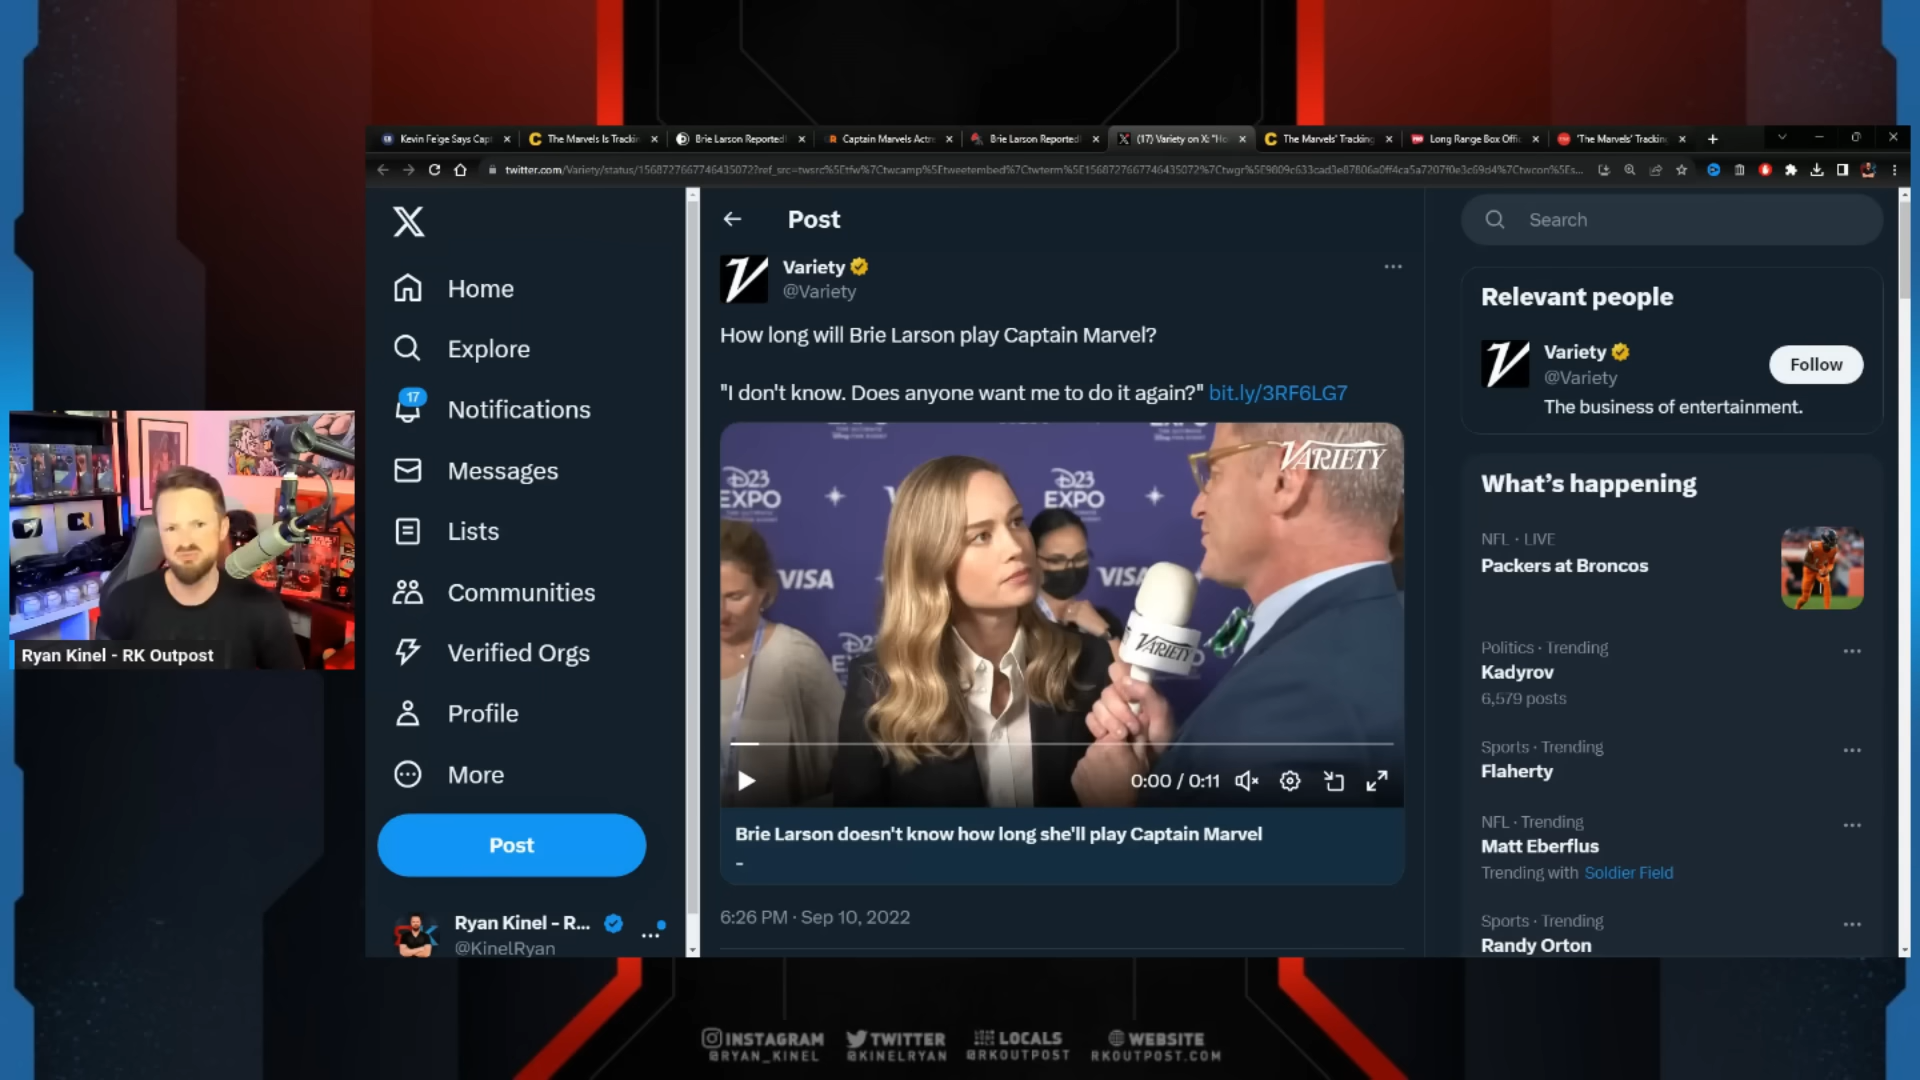 Kevin Feige Says Capt
The Marvels Is Trackin
Brie Larson Reported
Captain Marvels Actre
Brie Larson Reported
(17) Variety on X: "Ho
The Marvels' Tracking
Long Range Box Offic
'The Marvels' Trackin
Home
Explore
17
Notifications
Messages
Lists
Communities
Verified Orgs
Profile
More
Post
Ryan Kinel - R...
@KinelRyan
Post
Variety
@Variety
How long will Brie Larson play Captain Marvel?
"I don't know. Does anyone want me to do it again?" bit.ly/3RF6LG7
VARIETY
D23
EXPO
D23
EXPO
VISA
VISA
VARIETY
0:00 / 0:11
Brie Larson doesn't know how long she'll play Captain Marvel
-
6:26 PM · Sep 10, 2022
Search
Relevant people
Variety
@Variety
Follow
The business of entertainment.
What's happening
NFL · LIVE
Packers at Broncos
Politics · Trending
Kadyrov
6,579 posts
Sports · Trending
Flaherty
NFL · Trending
Matt Eberflus
Trending with Soldier Field
Sports · Trending
Randy Orton
Ryan Kinel - RK Outpost
INSTAGRAM
@RYAN_KINEL
TWITTER
@KINELRYAN
LOCALS
@RKOUTPOST
WEBSITE
RKOUTPOST.COM